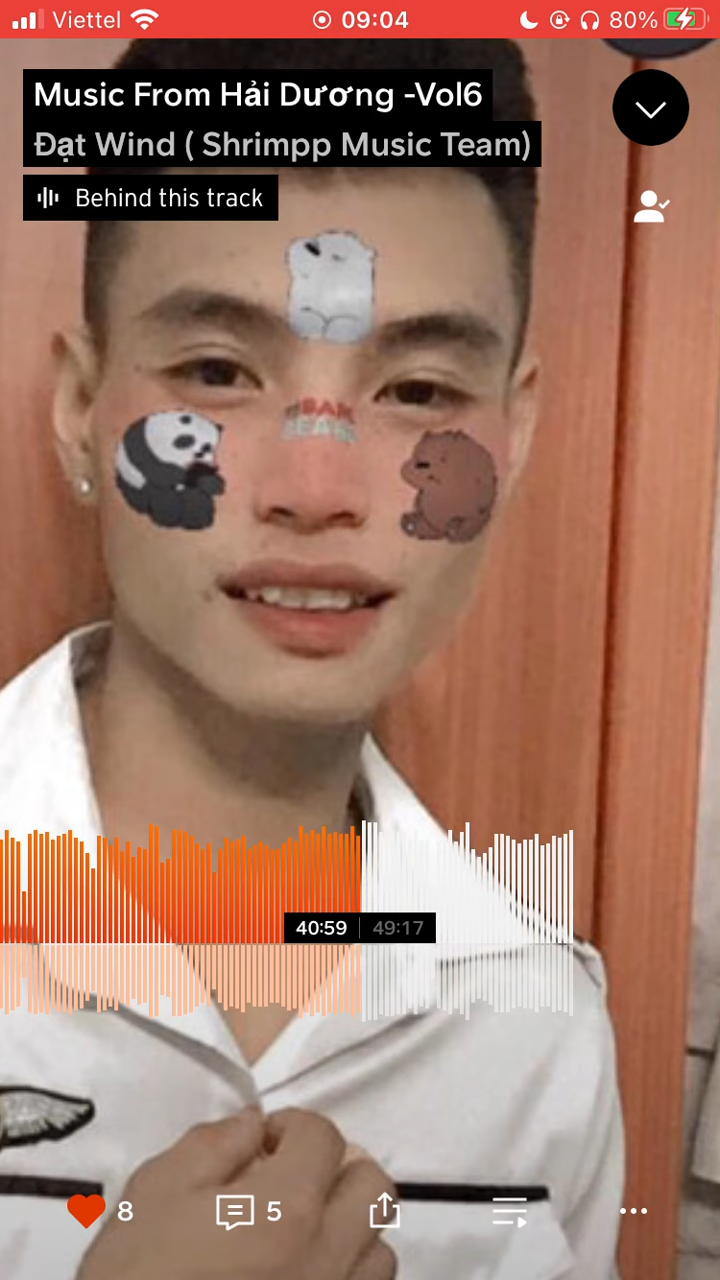 Viettel 09:04 80%
Music From Hải Dương -Vol6
Đạt Wind ( Shrimpp Music Team)
Behind this track
40:59 49:17
8 5